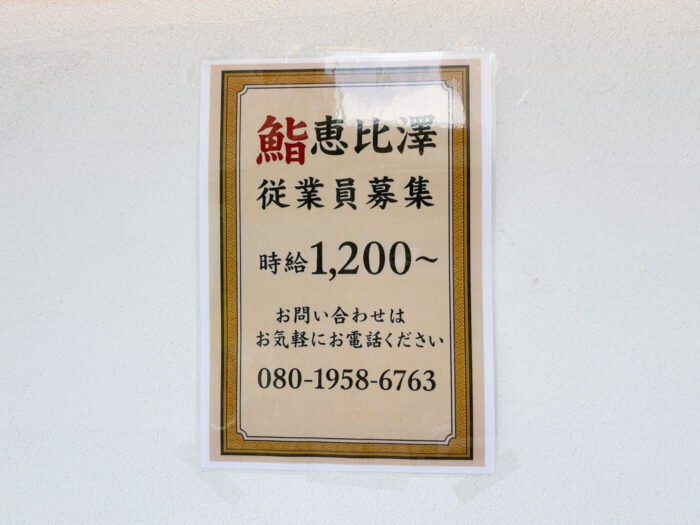 鮨恵比澤
従業員募集
時給1,200~
お問い合わせは
お気軽にお電話ください
080-1958-6763